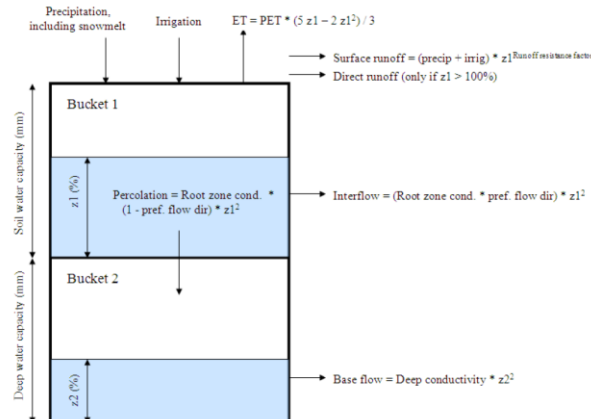 Precipitation,
including snowmelt
Irrigation
ET = PET * (5 z1 – 2 z1²) / 3
Surface runoff = (precip + irrig) * z1^Runoff resistance factor
Direct runoff (only if z1 > 100%)
Bucket 1
Soil water capacity (mm)
z1 (%)
Percolation = Root zone cond. *
(1 - pref. flow dir) * z1²
Interflow = (Root zone cond. * pref. flow dir) * z1²
Bucket 2
Deep water capacity (mm)
z2 (%)
Base flow = Deep conductivity * z2²